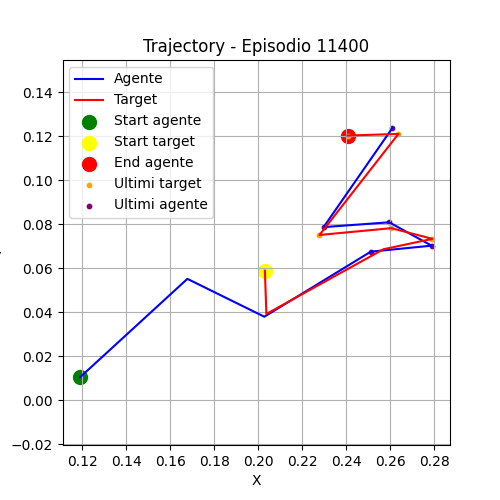 Trajectory - Episodio 11400
Agente
Target
Start agente
Start target
End agente
Ultimi target
Ultimi agente
0.14
0.12
0.10
0.08
0.06
0.04
0.02
0.00
−0.02
0.12 0.14 0.16 0.18 0.20 0.22 0.24 0.26 0.28
X